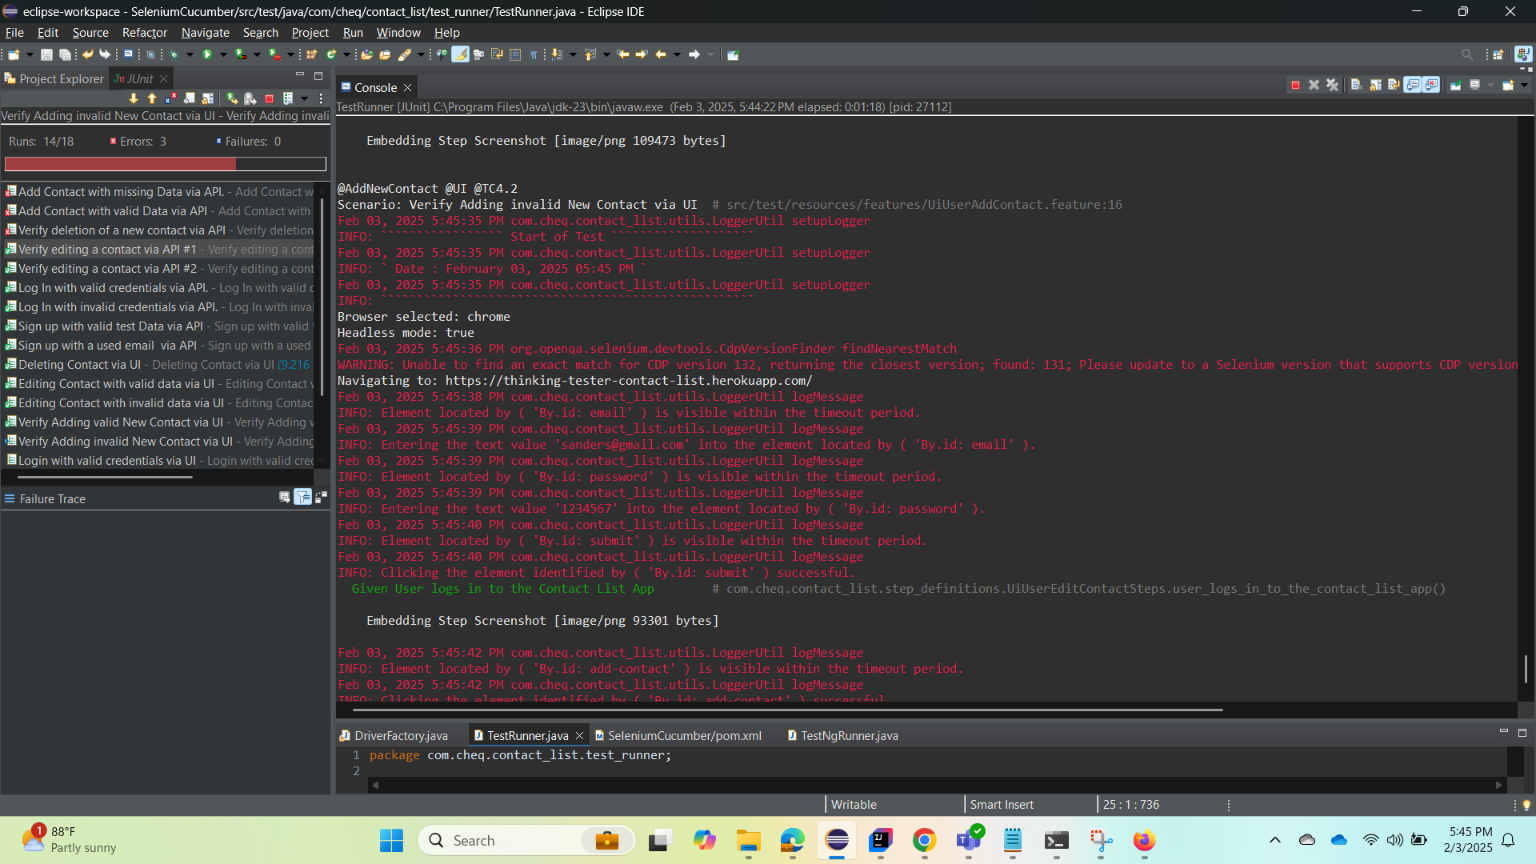 eclipse-workspace - SeleniumCucumber/src/test/java/com/cheq/contact_list/test_runner/TestRunner.java - Eclipse IDE
File Edit Source Refactor Navigate Search Project Run Window Help
Project Explorer JUnit
Verify Adding invalid New Contact via UI - Verify Adding invali
Runs: 14/18 Errors: 3 Failures: 0
Add Contact with missing Data via API. - Add Contact w
Add Contact with valid Data via API - Add Contact with
Verify deletion of a new contact via API - Verify deletion
Verify editing a contact via API #1 - Verify editing a cont
Verify editing a contact via API #2 - Verify editing a cont
Log In with valid credentials via API. - Log In with valid c
Log In with invalid credentials via API. - Log In with inva
Sign up with valid test Data via API - Sign up with valid
Sign up with a used email  via API - Sign up with a used
Deleting Contact via UI - Deleting Contact via UI (9.216
Editing Contact with valid data via UI - Editing Contact
Editing Contact with invalid data via UI - Editing Contac
Verify Adding valid New Contact via UI - Verify Adding v
Verify Adding invalid New Contact via UI - Verify Adding
Login with valid credentials via UI - Login with valid cred
Failure Trace
Console
TestRunner [JUnit] C:\Program Files\Java\jdk-23\bin\javaw.exe (Feb 3, 2025, 5:44:22 PM elapsed: 0:01:18) [pid: 27112]
Embedding Step Screenshot [image/png 109473 bytes]
@AddNewContact @UI @TC4.2
Scenario: Verify Adding invalid New Contact via UI # src/test/resources/features/UiUserAddContact.feature:16
Feb 03, 2025 5:45:35 PM com.cheq.contact_list.utils.LoggerUtil setupLogger
INFO: ````````````````` Start of Test ````````````````````
Feb 03, 2025 5:45:35 PM com.cheq.contact_list.utils.LoggerUtil setupLogger
INFO: ` Date : February 03, 2025 05:45 PM `
Feb 03, 2025 5:45:35 PM com.cheq.contact_list.utils.LoggerUtil setupLogger
INFO: ````````````````````````````````````````````````````
Browser selected: chrome
Headless mode: true
Feb 03, 2025 5:45:36 PM org.openqa.selenium.devtools.CdpVersionFinder findNearestMatch
WARNING: Unable to find an exact match for CDP version 132, returning the closest version; found: 131; Please update to a Selenium version that supports CDP version
Navigating to: https://thinking-tester-contact-list.herokuapp.com/
Feb 03, 2025 5:45:38 PM com.cheq.contact_list.utils.LoggerUtil logMessage
INFO: Element located by ( 'By.id: email' ) is visible within the timeout period.
Feb 03, 2025 5:45:39 PM com.cheq.contact_list.utils.LoggerUtil logMessage
INFO: Entering the text value 'sanders@gmail.com' into the element located by ( 'By.id: email' ).
Feb 03, 2025 5:45:39 PM com.cheq.contact_list.utils.LoggerUtil logMessage
INFO: Element located by ( 'By.id: password' ) is visible within the timeout period.
Feb 03, 2025 5:45:39 PM com.cheq.contact_list.utils.LoggerUtil logMessage
INFO: Entering the text value '1234567' into the element located by ( 'By.id: password' ).
Feb 03, 2025 5:45:40 PM com.cheq.contact_list.utils.LoggerUtil logMessage
INFO: Element located by ( 'By.id: submit' ) is visible within the timeout period.
Feb 03, 2025 5:45:40 PM com.cheq.contact_list.utils.LoggerUtil logMessage
INFO: Clicking the element identified by ( 'By.id: submit' ) successful.
Given User logs in to the Contact List App # com.cheq.contact_list.step_definitions.UiUserEditContactSteps.user_logs_in_to_the_contact_list_app()
Embedding Step Screenshot [image/png 93301 bytes]
Feb 03, 2025 5:45:42 PM com.cheq.contact_list.utils.LoggerUtil logMessage
INFO: Element located by ( 'By.id: add-contact' ) is visible within the timeout period.
Feb 03, 2025 5:45:42 PM com.cheq.contact_list.utils.LoggerUtil logMessage
INFO: Clicking the element identified by ( 'By.id: add-contact' ) successful.
DriverFactory.java TestRunner.java SeleniumCucumber/pom.xml TestNgRunner.java
1 package com.cheq.contact_list.test_runner;
2
Writable Smart Insert 25 : 1 : 736
1 88°F
Partly sunny
Search
5:45 PM
2/3/2025